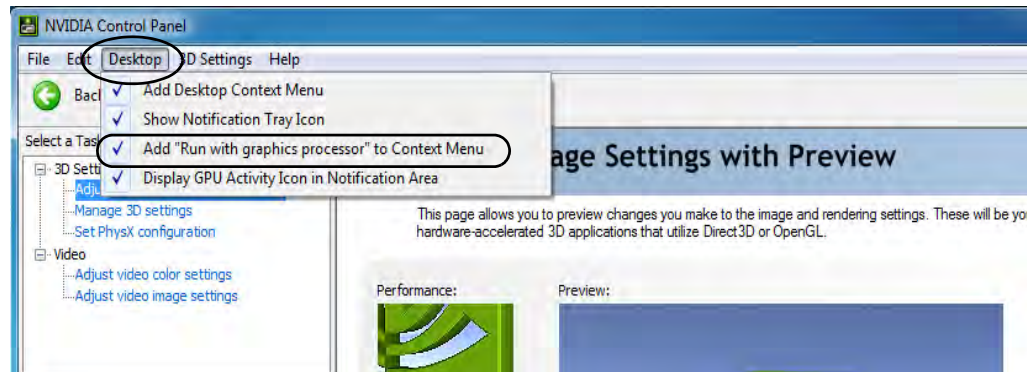 NVIDIA Control Panel
File Edit Desktop 3D Settings Help
Add Desktop Context Menu
Show Notification Tray Icon
Add "Run with graphics processor" to Context Menu
Display GPU Activity Icon in Notification Area
Select a
3D
age Settings with Preview
Manage 3D settings
Set PhysX configuration
Video
Adjust video color settings
Adjust video image settings
This page allows you to preview changes you make to the image and rendering settings. These will be
hardware-accelerated 3D applications that utilize Direct3D or OpenGL.
Performance:
Preview: